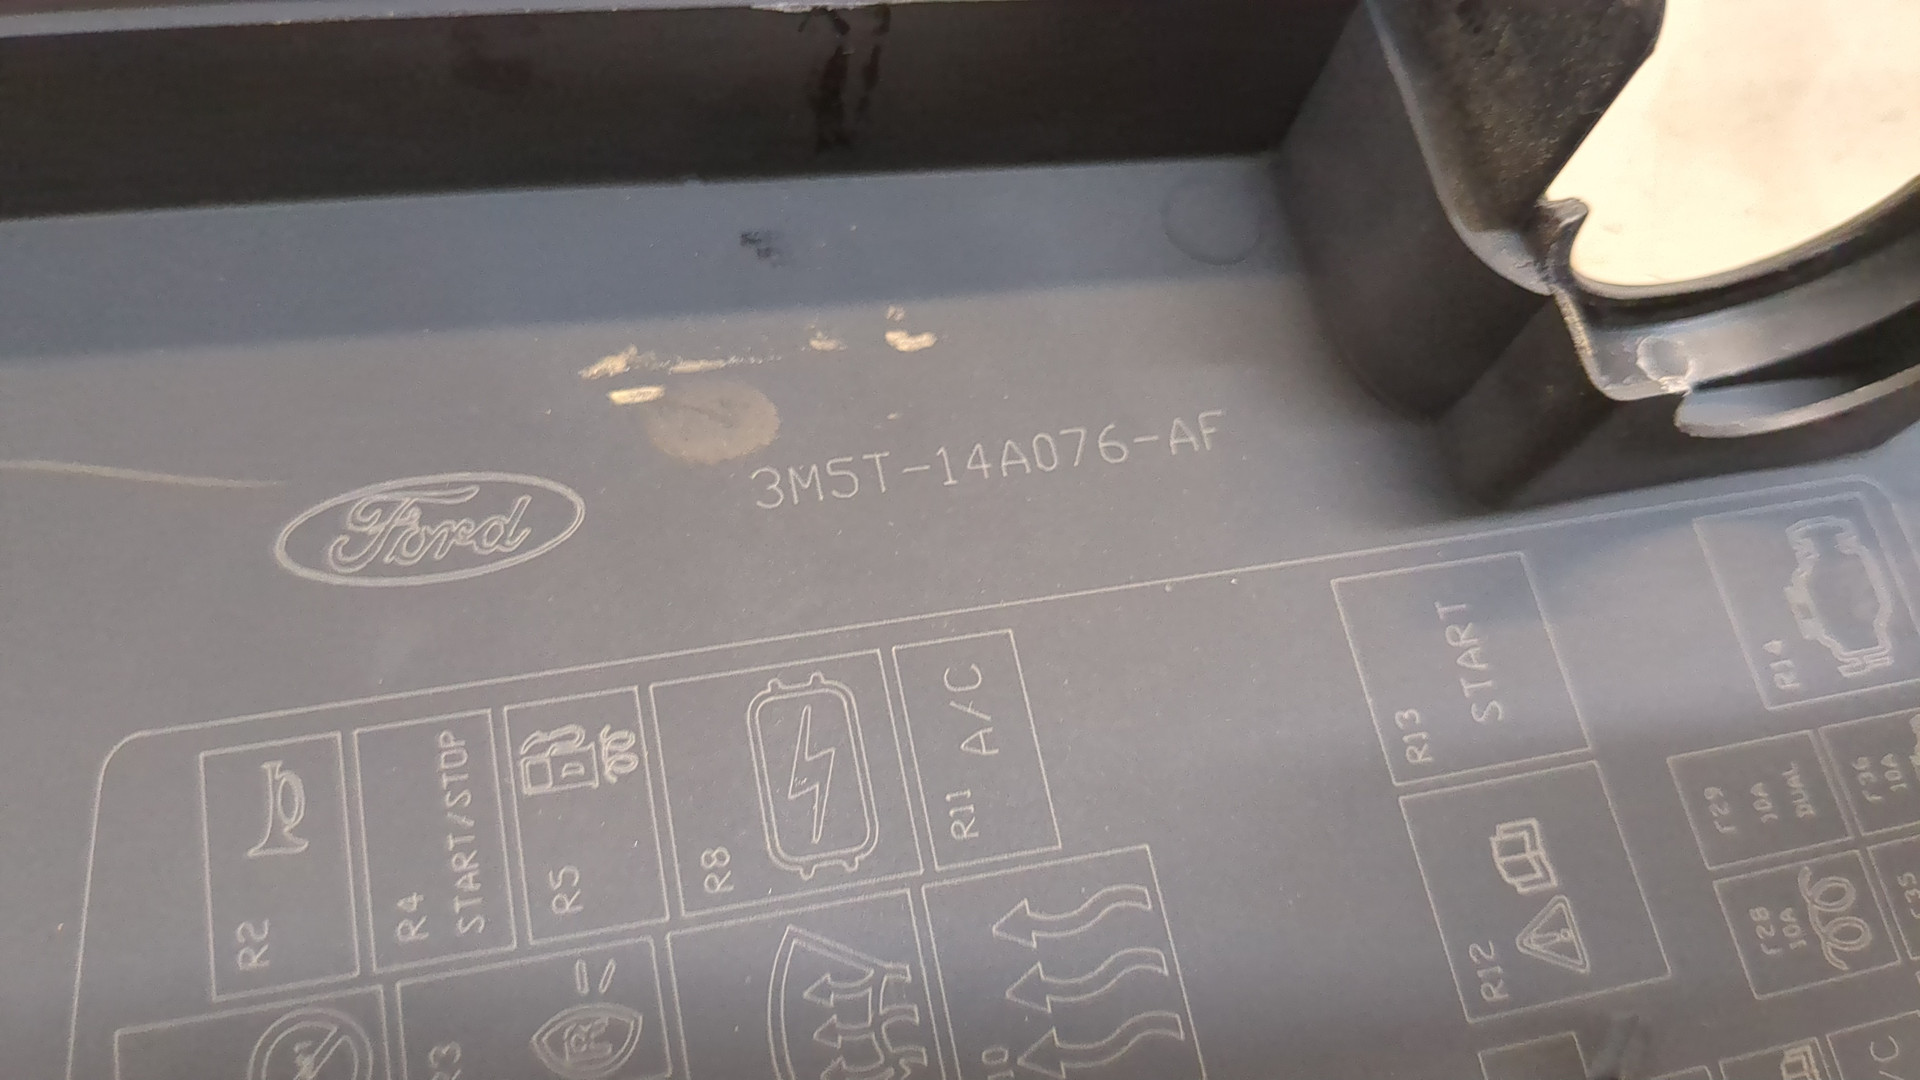 Ford
3M5T-14A076-AF
R2
R4
START/STOP
R5
R8
R11
A/C
R13
START
R14
R12
F29
10A
DUAL
F36
10A
F28
10A